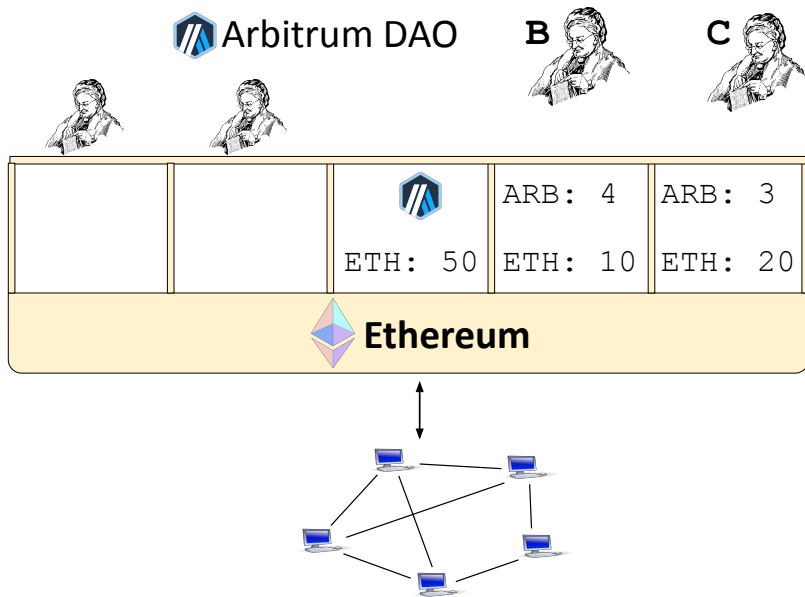 Arbitrum DAO
B
C
ARB: 4
ARB: 3
ETH: 50
ETH: 10
ETH: 20
Ethereum